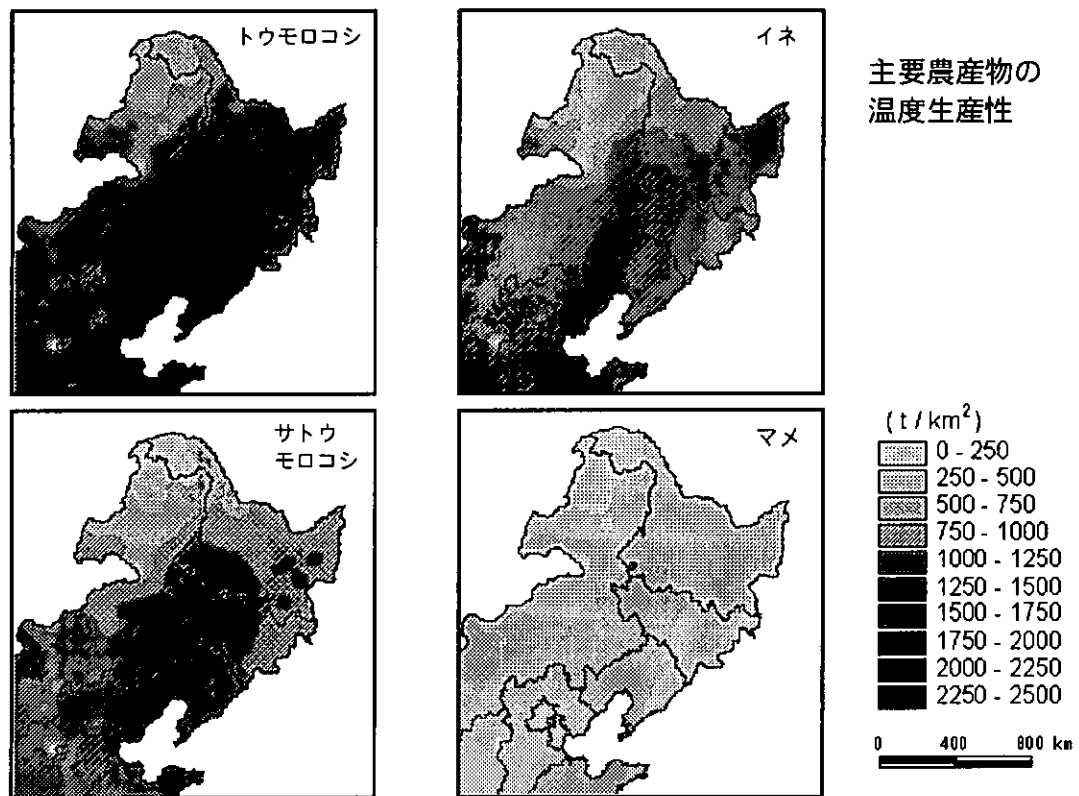 トウモロコシ
イネ
主要農産物の
温度生産性
サトウ
モロコシ
マメ
(t/km²)
0 - 250
250 - 500
500 - 750
750 - 1000
1000 - 1250
1250 - 1500
1500 - 1750
1750 - 2000
2000 - 2250
2250 - 2500
0 400 800 km